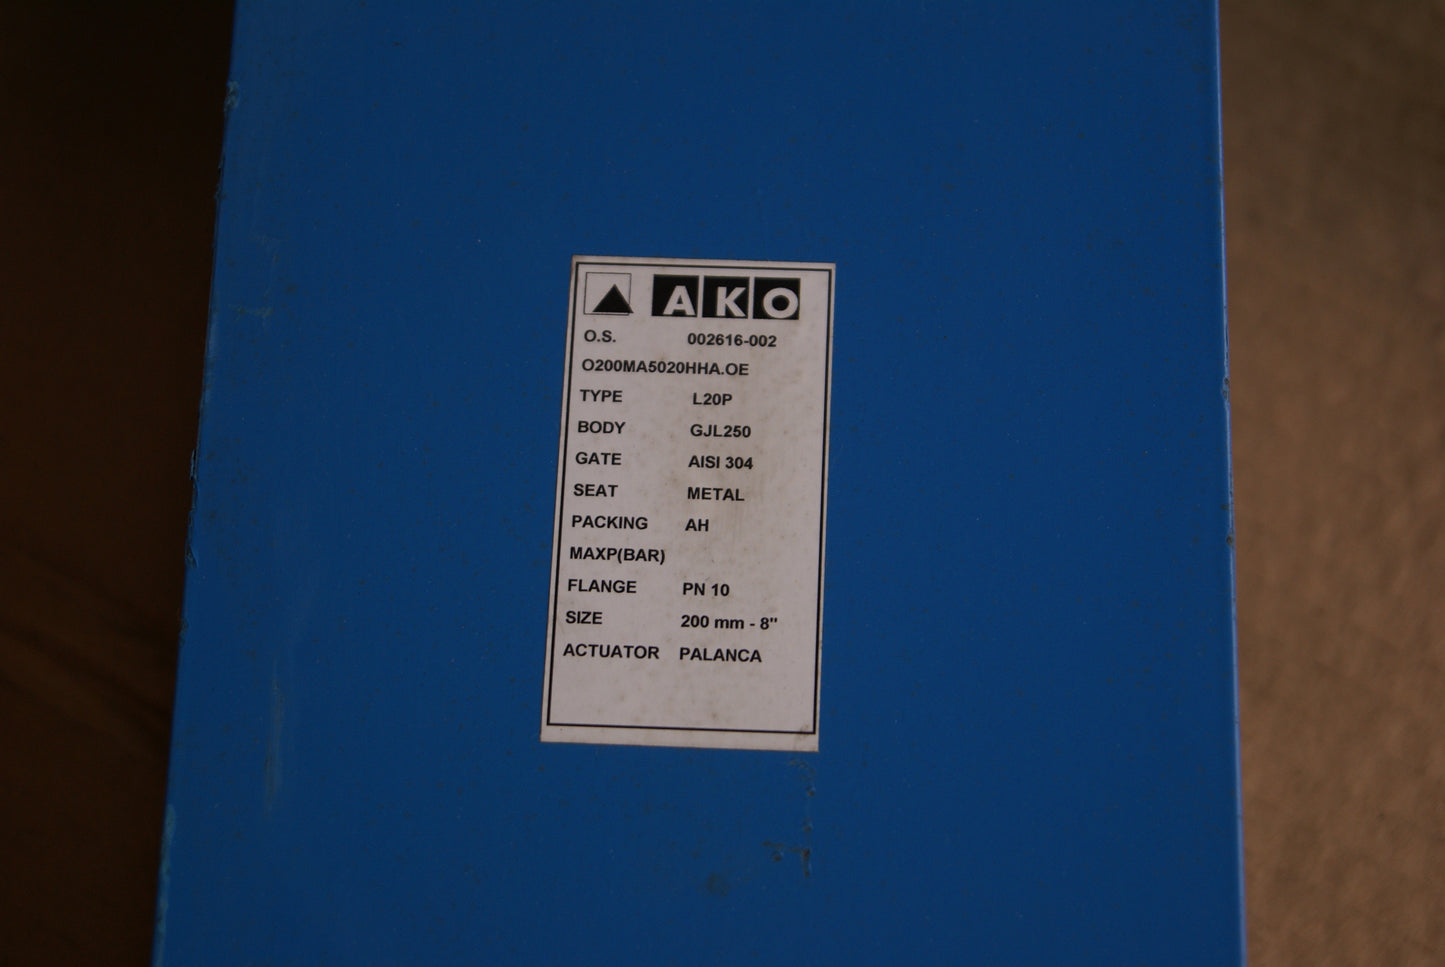 AKO
O.S. 002616-002
O200MA5020HHA.OE
TYPE L20P
BODY GJL250
GATE AISI 304
SEAT METAL
PACKING AH
MAXP(BAR)
FLANGE PN 10
SIZE 200 mm - 8"
ACTUATOR PALANCA